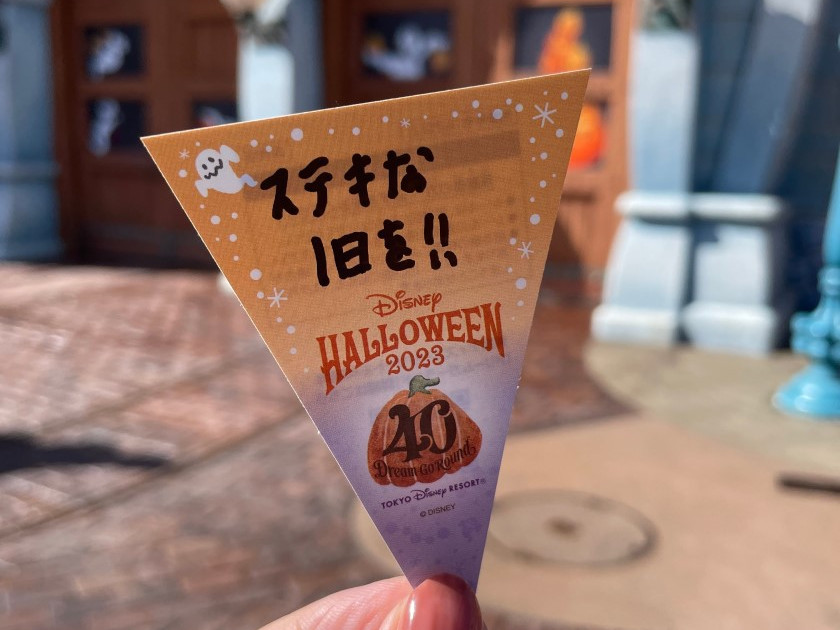 ステキな
1日を!!
Disney
HALLOWEEN
2023
40
Dream-GO-Round
TOKYO Disney RESORT®
© DISNEY